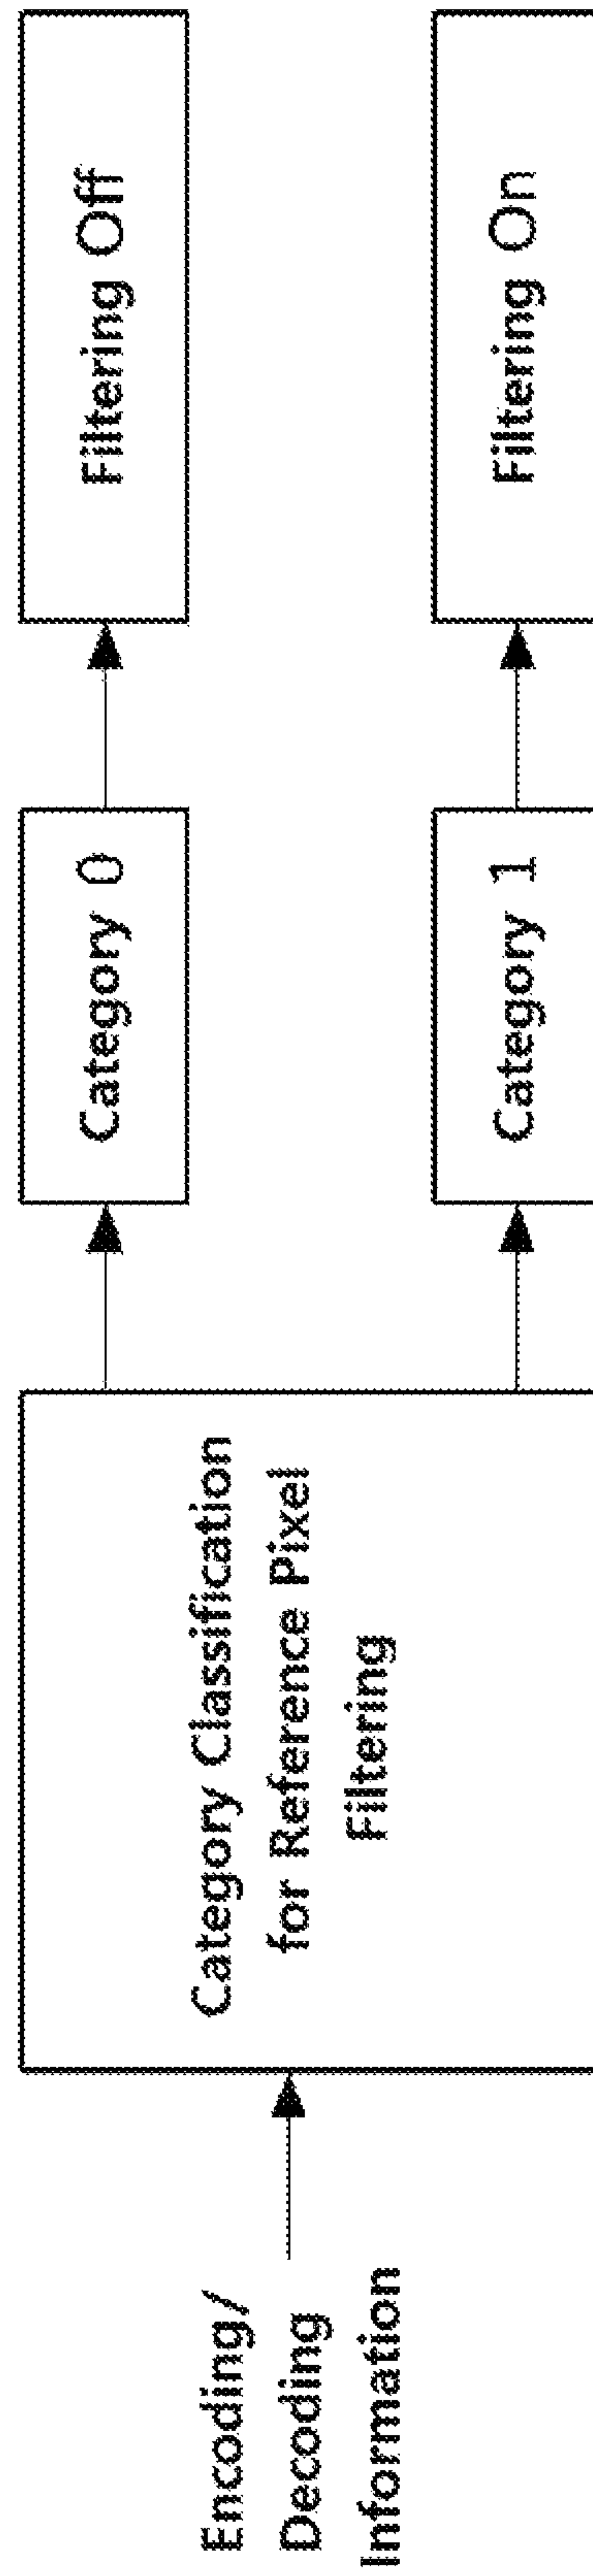 Encoding/
Decoding
Information
Category Classification
for Reference Pixel
Filtering
Category 0
Filtering Off
Category 1
Filtering On